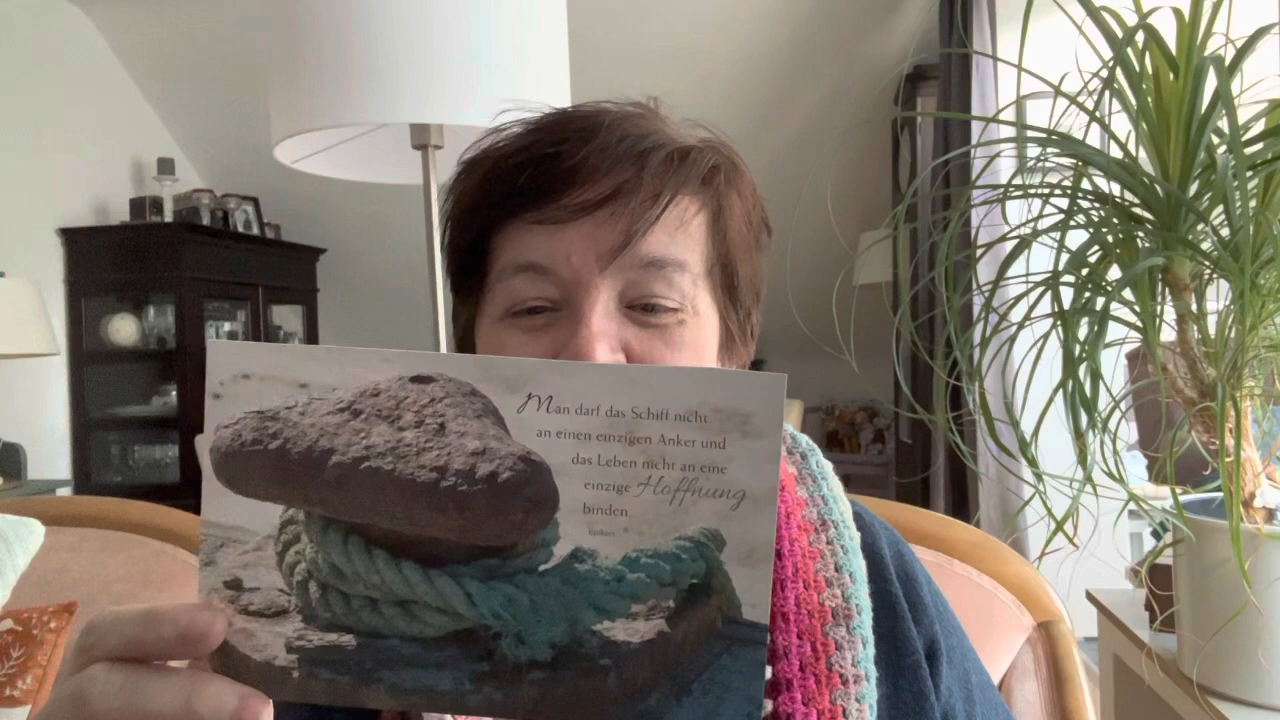 Man darf das Schiff nicht
an einen einzigen Anker und
das Leben nicht an eine
einzige Hoffnung
binden